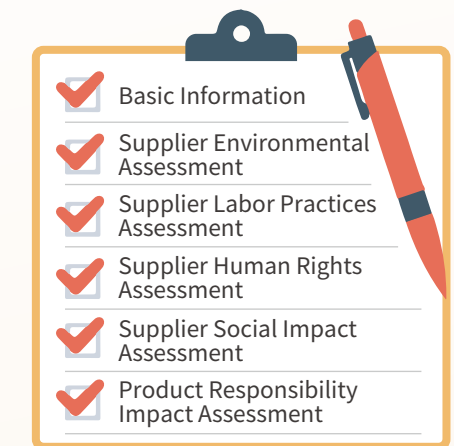 Basic Information
Supplier Environmental
Assessment
Supplier Labor Practices
Assessment
Supplier Human Rights
Assessment
Supplier Social Impact
Assessment
Product Responsibility
Impact Assessment